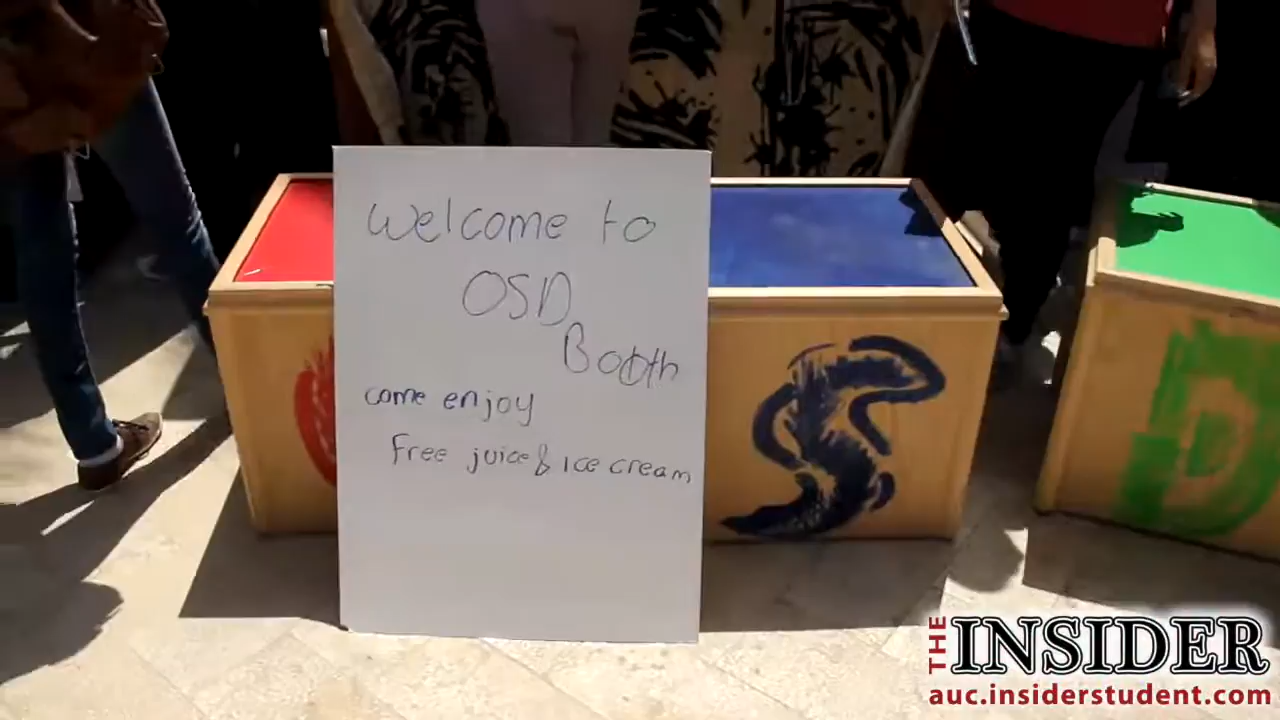 Welcome to
OSD
Booth
come enjoy
Free juice & Ice cream
S
D
THE INSIDER
auc.insiderstudent.com